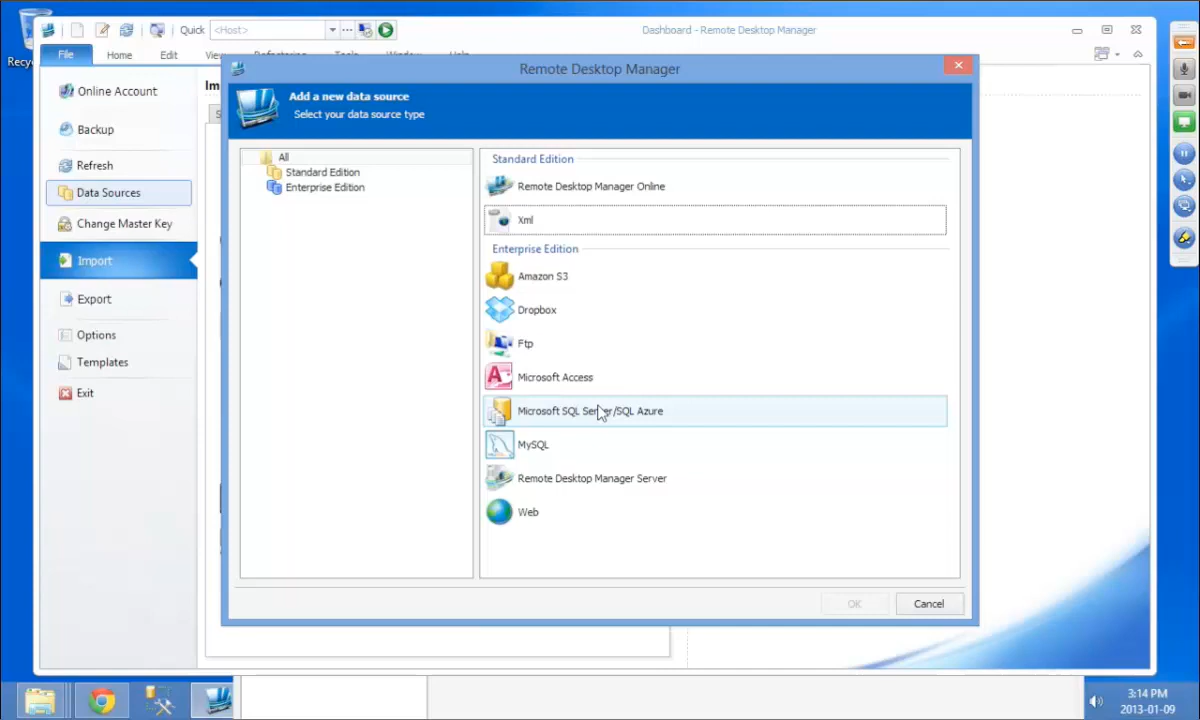 Quick <Host> Dashboard - Remote Desktop Manager
File Home Edit
Recy
Remote Desktop Manager
Add a new data source
Select your data source type
Online Account
Backup
Refresh
Data Sources
Change Master Key
Import
Export
Options
Templates
Exit
Im
All
Standard Edition
Enterprise Edition
Standard Edition
Remote Desktop Manager Online
Xml
Enterprise Edition
Amazon S3
Dropbox
Ftp
Microsoft Access
Microsoft SQL Server/SQL Azure
MySQL
Remote Desktop Manager Server
Web
OK Cancel
3:14 PM
2013-01-09